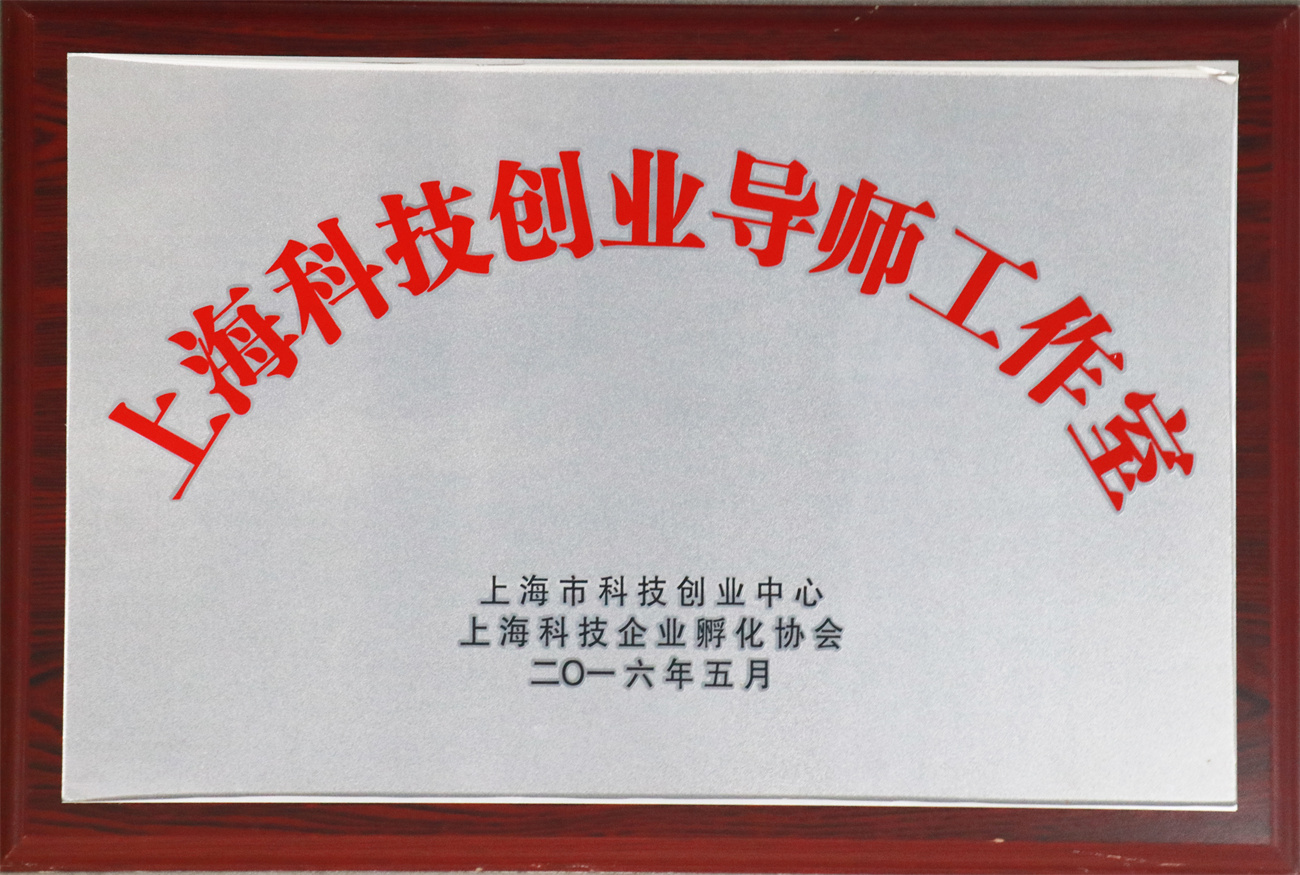 上海科技创业导师工作室
上海市科技创业中心
上海科技企业孵化协会
二〇一六年五月